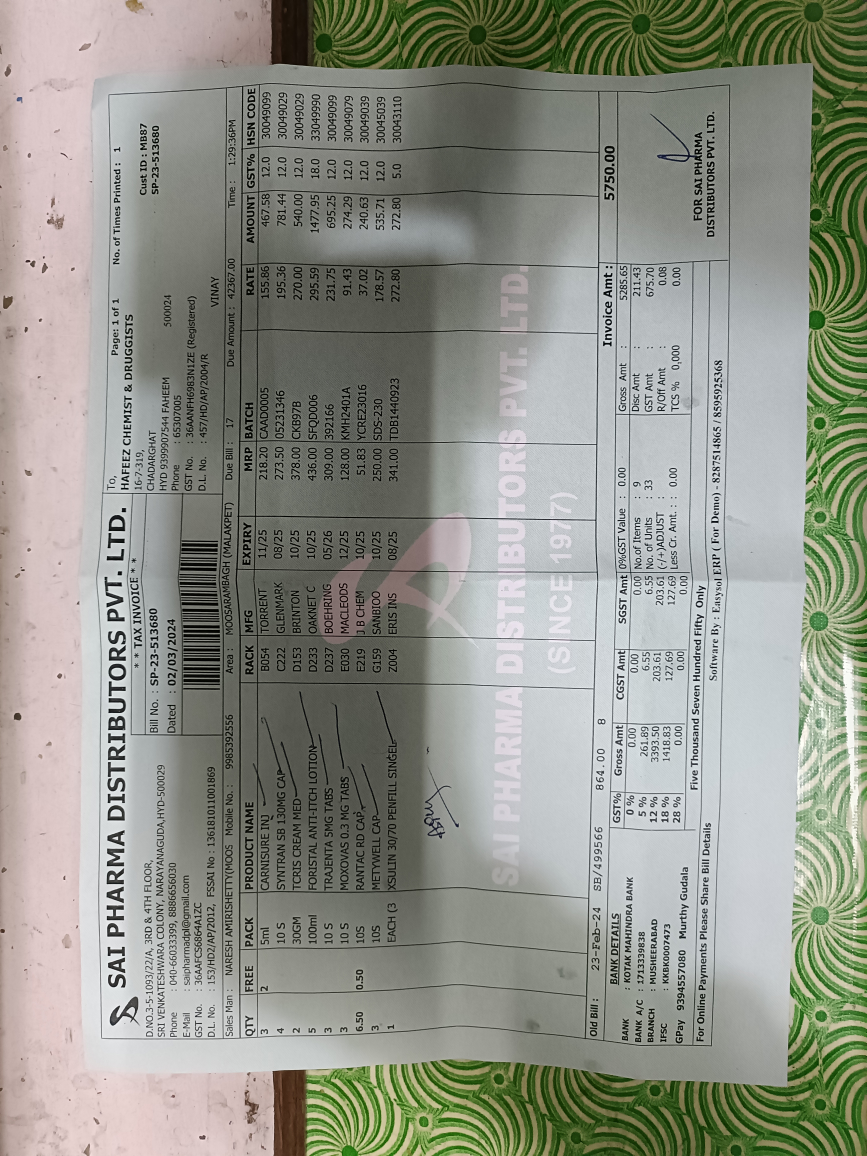 SAI PHARMA DISTRIBUTORS PVT. LTD.
D.NO.3-5-1093/22/A, 3RD & 4TH FLOOR,
SRI VENKATESHWARA COLONY, NARAYANAGUDA,HYD-500029
Phone : 040-66033399, 8886656030
E-Mail : saipharmadpl@gmail.com
GST No. : 36AAFCS6864A1ZC
D.L. No. : 153/HD2/AP/2012, FSSAI No : 136181011001869
* * TAX INVOICE * *
Bill No. : SP-23-513680
Dated : 02/03/2024
To, Page: 1 of 1 No. of Times Printed : 1
HAFEEZ CHEMIST & DRUGGISTS
16-7-319, Cust ID : MB87
CHADARGHAT SP-23-513680
HYD 9399907544 FAHEEM 500024
Phone : 65307005
GST No. : 36AANFH6983N1ZE (Registered)
D.L. No. : 457/HD/AP/2004/R VINAY
Sales Man : NARESH AMIRISHETTY(MOOS Mobile No. : 9985392556 Area : MOOSARAMBAGH (MALAKPET) Due Bill : 17 Due Amount : 42367.00 Time : 1:29:36PM
QTY FREE PACK PRODUCT NAME RACK MFG EXPIRY MRP BATCH RATE AMOUNT GST% HSN CODE
3 2 5ml CARNISURE INJ B054 TORRENT 11/25 218.20 CAAD0005 155.86 467.58 12.0 30049099
4 10 S SYNTRAN SB 130MG CAP C222 GLENMARK 08/25 273.50 05231346 195.36 781.44 12.0 30049029
2 30GM TCRIS CREAM MED D153 BRINTON 10/25 378.00 CKB97B 270.00 540.00 12.0 30049029
5 100ml FORISTAL ANTI-ITCH LOTION D233 OAKNET C 10/25 436.00 SFQD006 295.59 1477.95 18.0 33049990
3 10 S TRAJENTA 5MG TABS D237 BOEHRING 05/26 309.00 392166 231.75 695.25 12.0 30049099
3 10 S MOXOVAS 0.3 MG TABS E030 MACLEODS 12/25 128.00 KMH2401A 91.43 274.29 12.0 30049079
6.50 0.50 10S RANTAC RD CAP E219 J B CHEM 10/25 51.83 YCRE23016 37.02 240.63 12.0 30049039
3 10S METYWELL CAP G159 SANBIOO 10/25 250.00 SDS-230 178.57 535.71 12.0 30045039
1 EACH (3 XSULIN 30/70 PENFILL SINGEL Z004 ERIS INS 08/25 341.00 TDB1440923 272.80 272.80 5.0 30043110
SAI PHARMA DISTRIBUTORS PVT. LTD.
(SINCE 1977)
Old Bill : 23-Feb-24 SB/499566 864.00 B Invoice Amt : 5750.00
BANK DETAILS
BANK : KOTAK MAHINDRA BANK
BANK A/C : 1713339838
BRANCH : MUSHEERABAD
IFSC : KKBK0007473
GPay 9394557080 Murthy Gudala
GST% Gross Amt CGST Amt SGST Amt
0 % 0.00 0.00 0.00
5 % 261.89 6.55 6.55
12 % 3393.50 203.61 203.61
18 % 1418.83 127.69 127.69
28 % 0.00 0.00 0.00
0%GST Value : 0.00
No.of Items : 9
No. of Units : 33
(-/+)ADJUST :
Less Cr. Amt. : : 0.00
Gross Amt : 5285.65
Disc Amt : 211.43
GST Amt : 675.70
R/Off Amt : 0.08
TCS % 0,000 0.00
FOR SAI PHARMA
DISTRIBUTORS PVT. LTD.
Five Thousand Seven Hundred Fifty Only
For Online Payments Please Share Bill Details
Software By : Easysol ERP ( For Demo) - 8287514865 / 8595925368